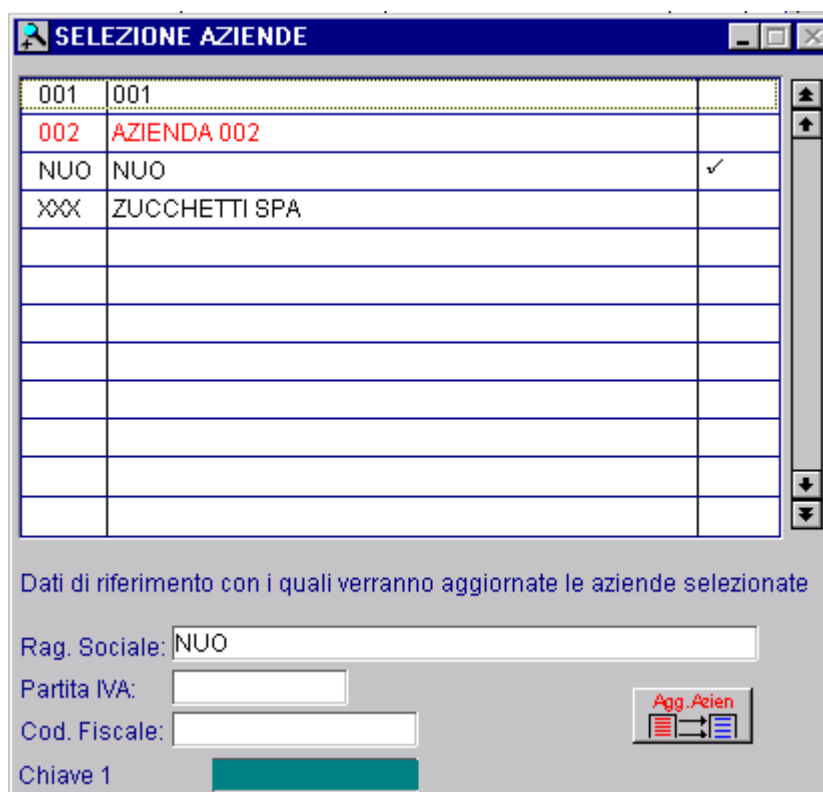 SELEZIONE AZIENDE
001 001
002 AZIENDA 002
NUO NUO ✓
XXX ZUCCHETTI SPA
Dati di riferimento con i quali verranno aggiornate le aziende selezionate
Rag. Sociale: NUO
Partita IVA:
Agg.Azien
Cod. Fiscale:
Chiave 1